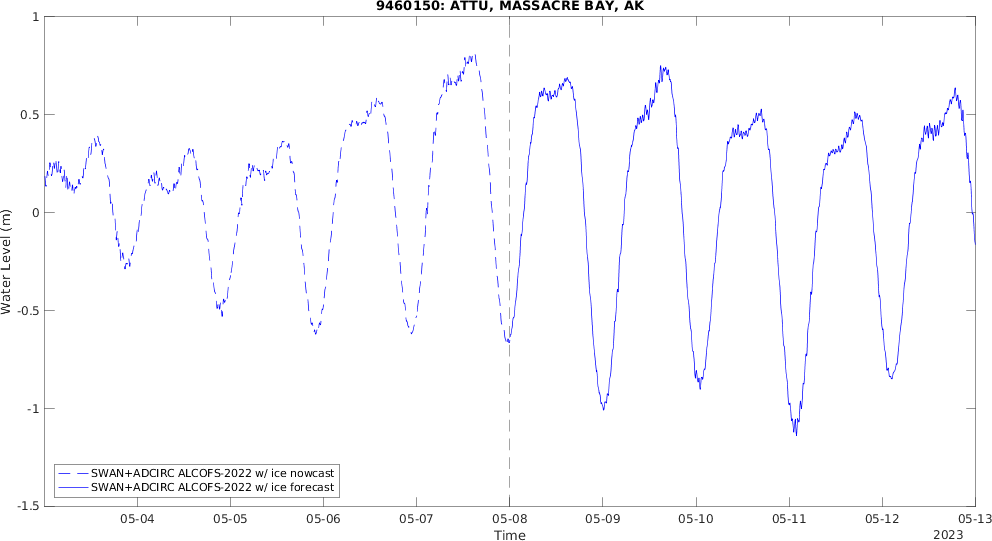 9460150: ATTU, MASSACRE BAY, AK
1
0.5
0
-0.5
-1
-1.5
Water Level (m)
SWAN+ADCIRC ALCOFS-2022 w/ ice nowcast
SWAN+ADCIRC ALCOFS-2022 w/ ice forecast
05-04 05-05 05-06 05-07 05-08 05-09 05-10 05-11 05-12 05-13
Time
2023